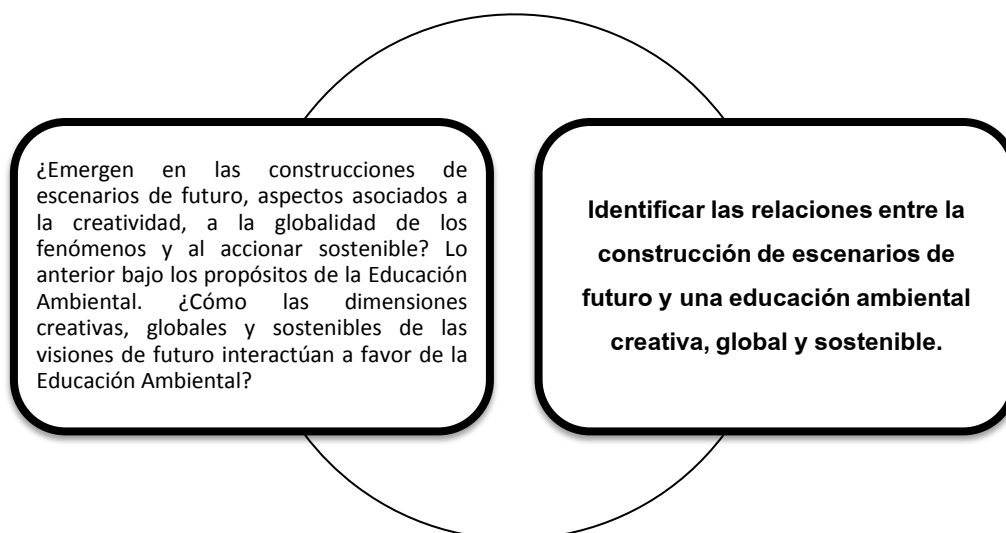 ¿Emergen en las construcciones de
escenarios de futuro, aspectos asociados a
la creatividad, a la globalidad de los
fenómenos y al accionar sostenible? Lo
anterior bajo los propósitos de la Educación
Ambiental. ¿Cómo las dimensiones
creativas, globales y sostenibles de las
visiones de futuro interactúan a favor de la
Educación Ambiental?
Identificar las relaciones entre la
construcción de escenarios de
futuro y una educación ambiental
creativa, global y sostenible.